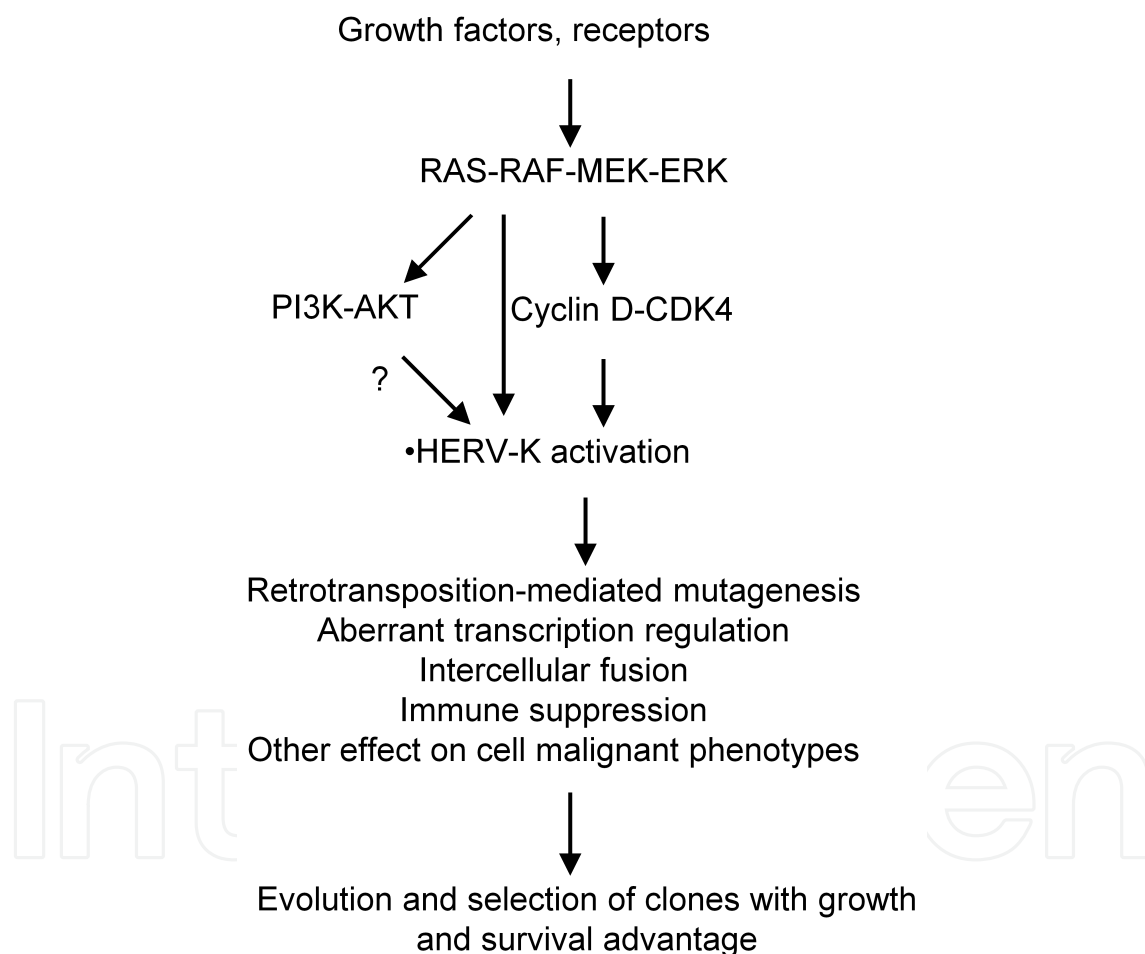 Growth factors, receptors
RAS-RAF-MEK-ERK
PI3K-AKT
Cyclin D-CDK4
?
•HERV-K activation
Retrotransposition-mediated mutagenesis
Aberrant transcription regulation
Intercellular fusion
Immune suppression
Other effect on cell malignant phenotypes
Evolution and selection of clones with growth
and survival advantage